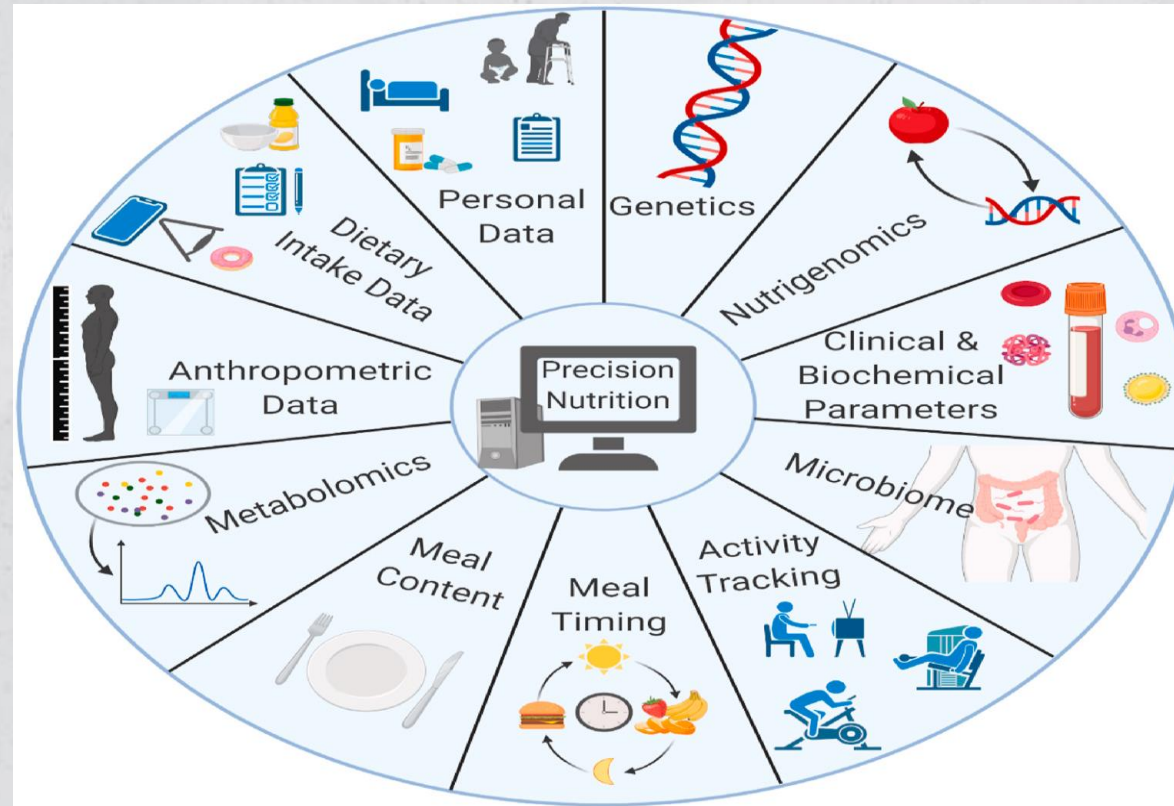 Personal
Data
Genetics
Nutrigenomics
Clinical &
Biochemical
Parameters
Microbiome
Activity
Tracking
Meal
Timing
Meal
Content
Metabolomics
Anthropometric
Data
Dietary
Intake Data
Precision
Nutrition